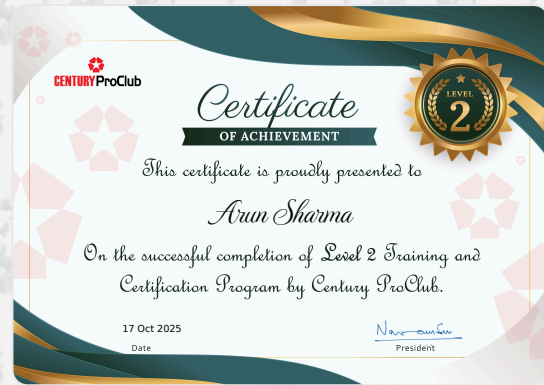 CENTURY ProClub
LEVEL
2
Certificate
OF ACHIEVEMENT
This certificate is proudly presented to
Arun Sharma
On the successful completion of Level 2 Training and
Certification Program by Century ProClub.
17 Oct 2025
Date
President